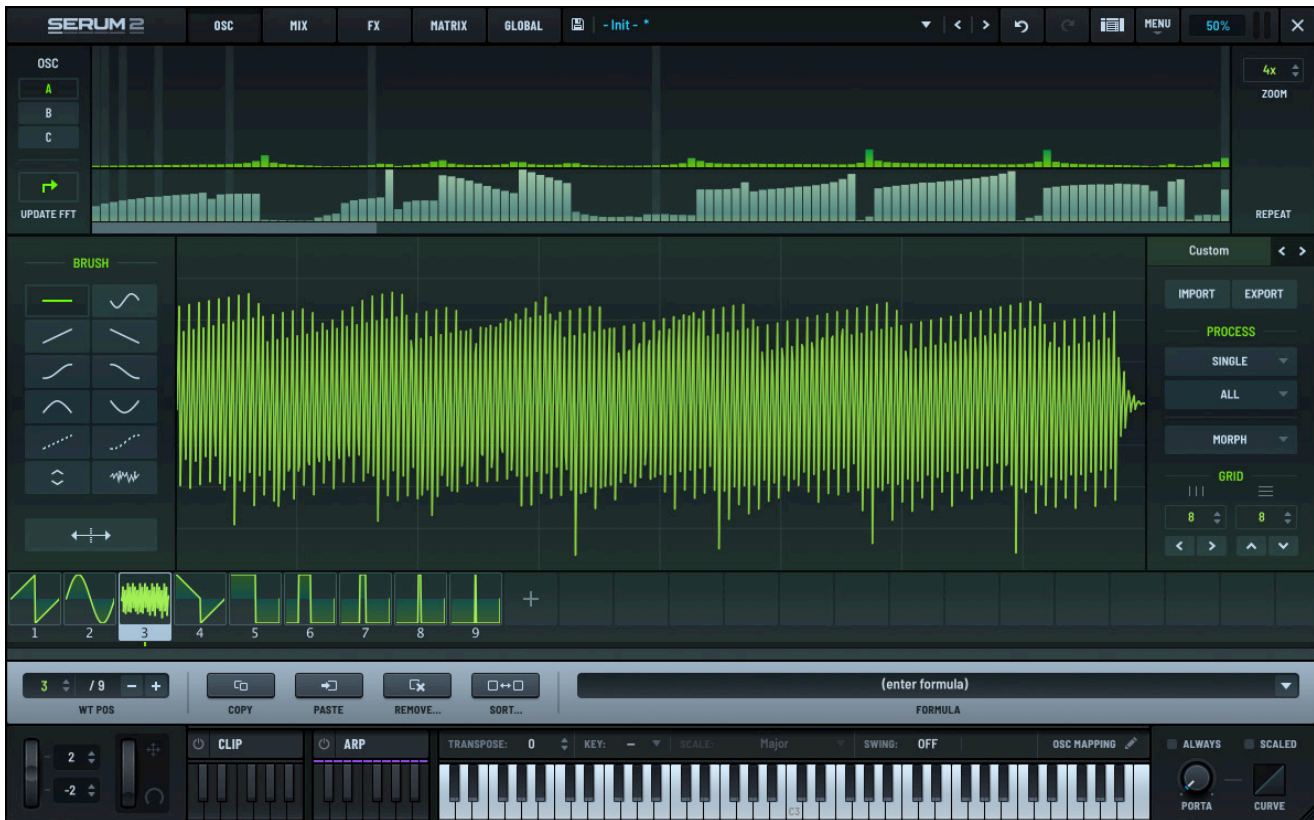 SERUM 2 OSC MIX FX MATRIX GLOBAL - Init - * MENU 50%
OSC
A
B
C
UPDATE FFT
4x
ZOOM
REPEAT
BRUSH
Custom
IMPORT EXPORT
PROCESS
SINGLE
ALL
MORPH
GRID
8 8
1 2 3 4 5 6 7 8 9
3 / 9 - +
WT POS
COPY
PASTE
REMOVE...
SORT...
(enter formula)
FORMULA
2
-2
CLIP
ARP
TRANSPOSE: 0 KEY: – SCALE: Major SWING: OFF OSC MAPPING
C3
ALWAYS SCALED
PORTA CURVE